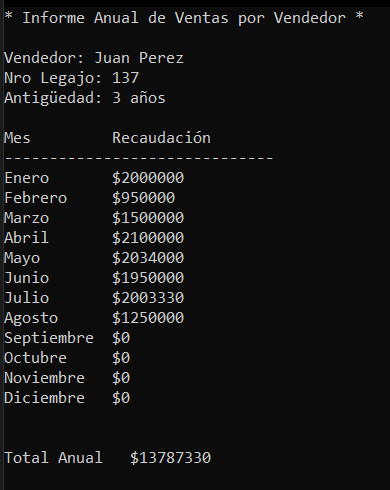 * Informe Anual de Ventas por Vendedor *
Vendedor: Juan Perez
Nro Legajo: 137
Antigüedad: 3 años
Mes Recaudación
------------------------------
Enero $2000000
Febrero $950000
Marzo $1500000
Abril $2100000
Mayo $2034000
Junio $1950000
Julio $2003330
Agosto $1250000
Septiembre $0
Octubre $0
Noviembre $0
Diciembre $0
Total Anual $13787330